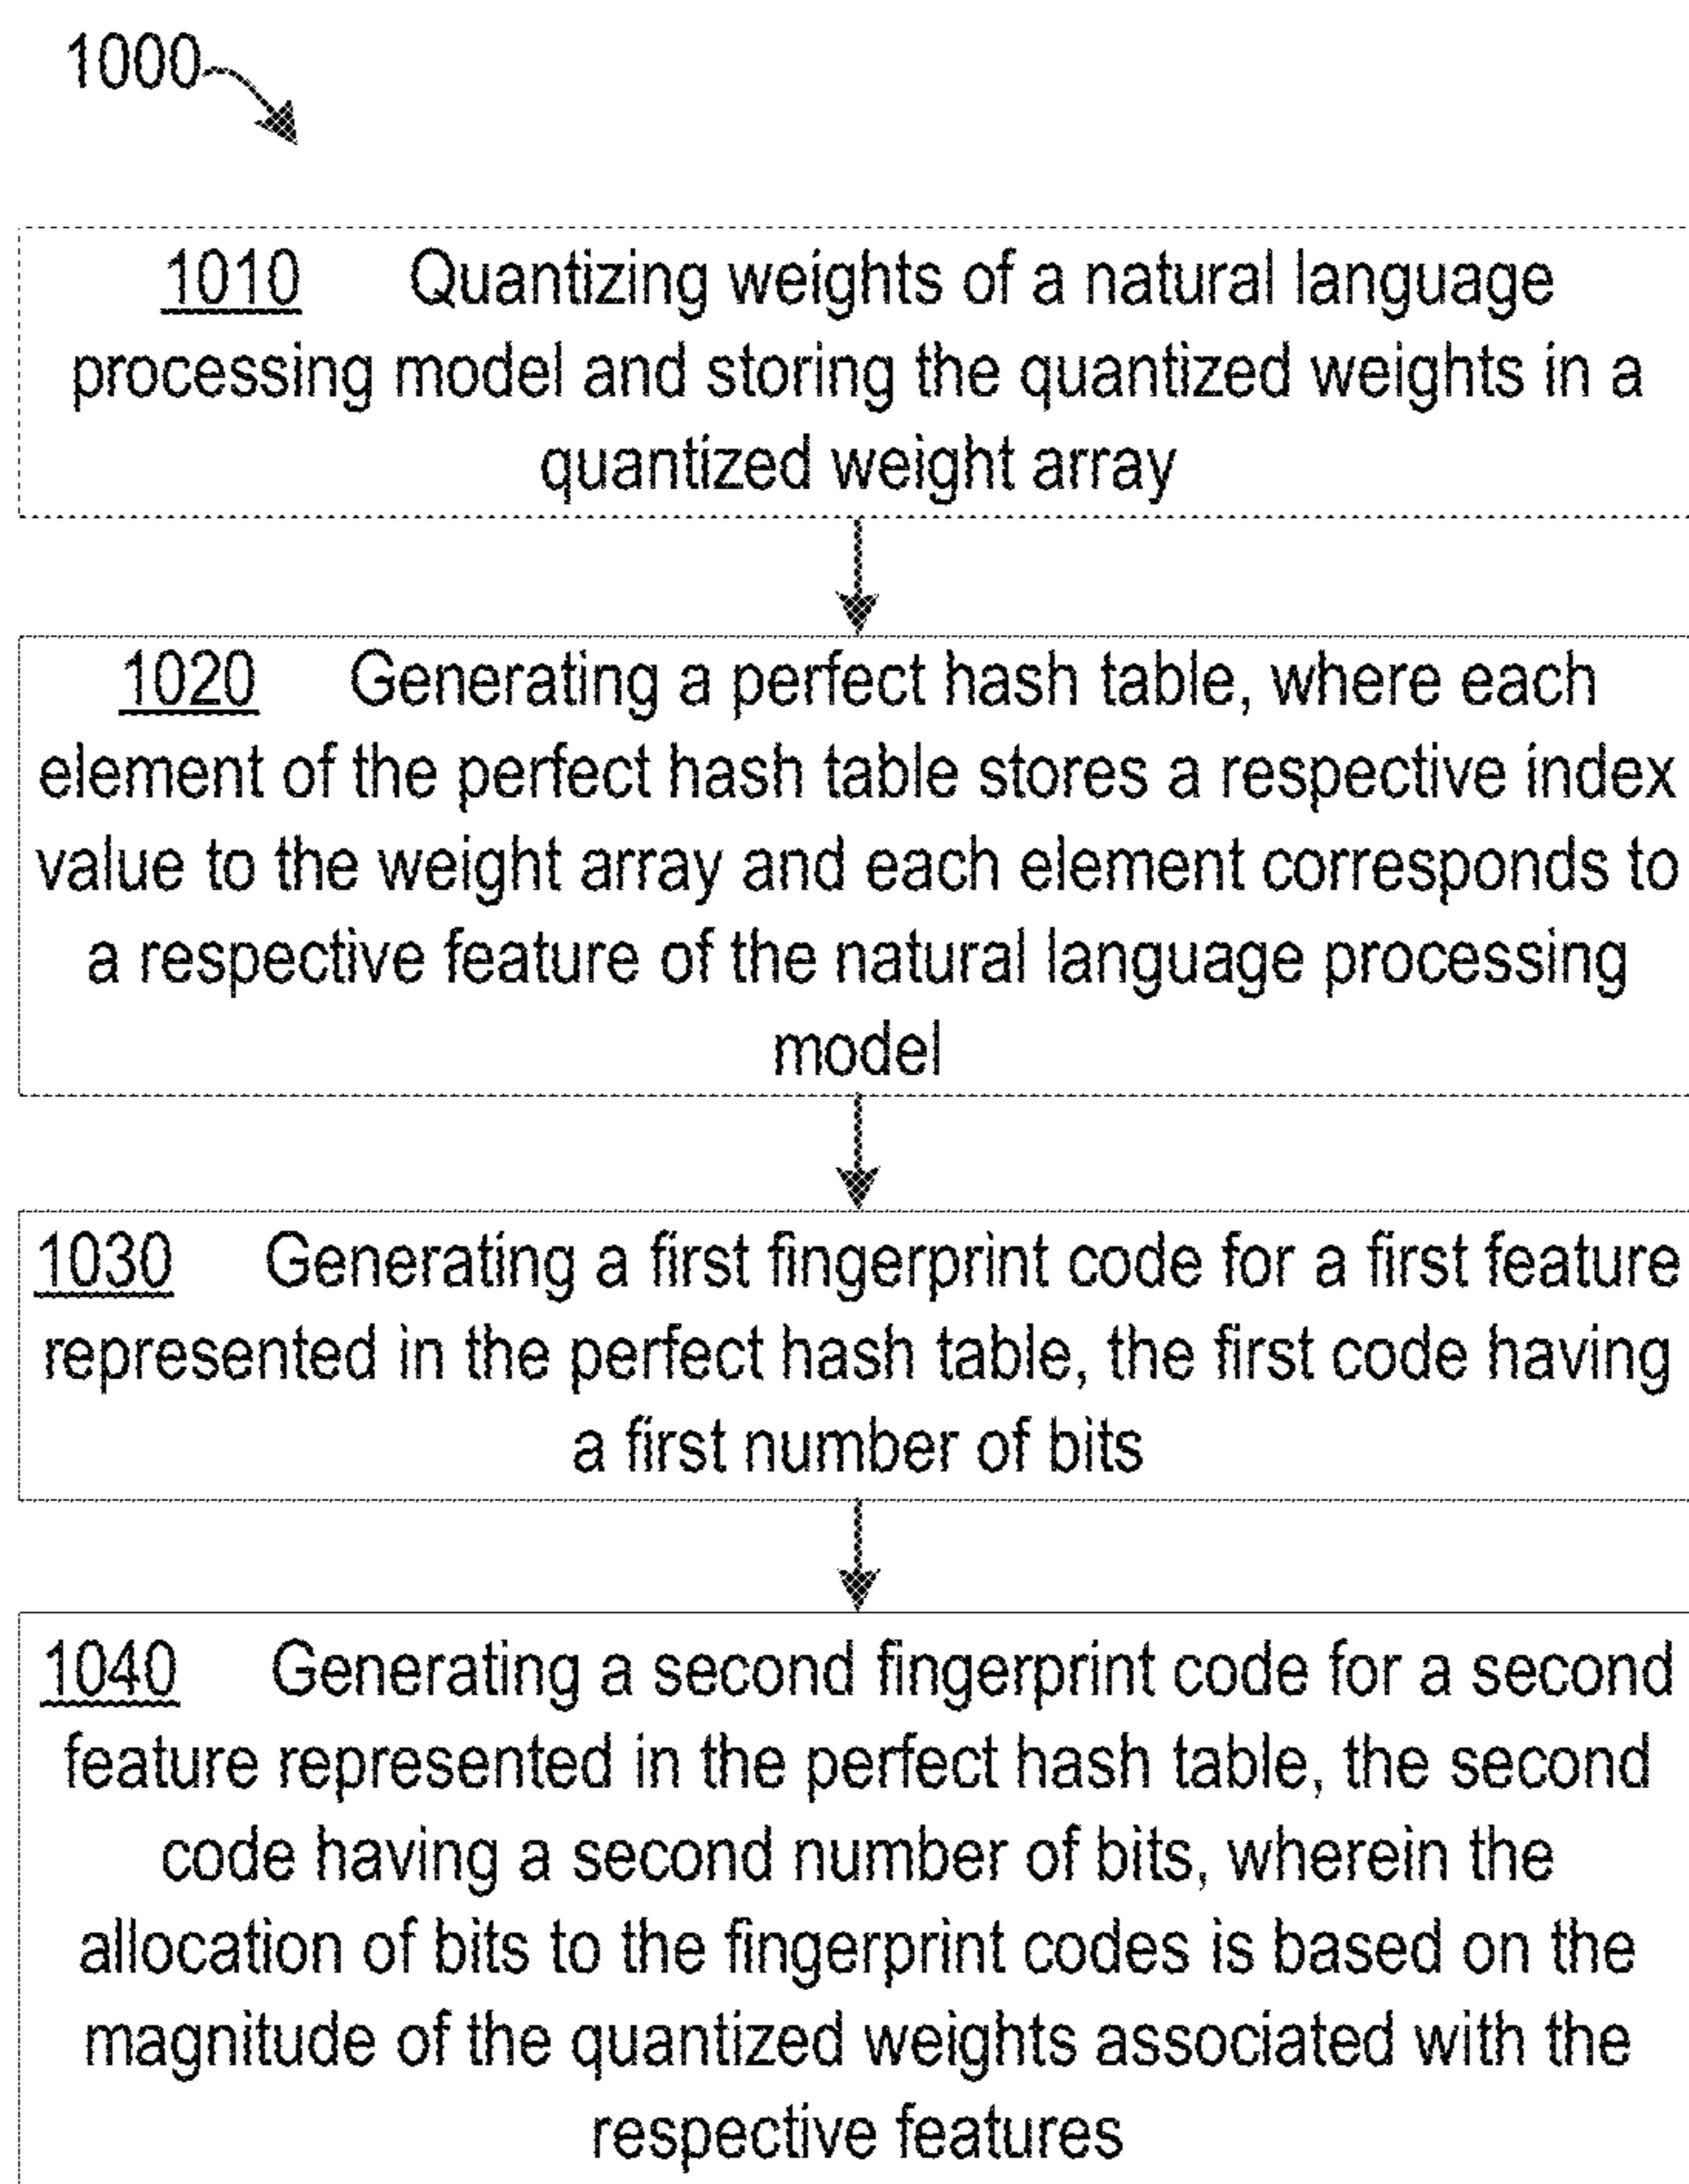 1000
1010 Quantizing weights of a natural language
processing model and storing the quantized weights in a
quantized weight array
1020 Generating a perfect hash table, where each
element of the perfect hash table stores a respective index
value to the weight array and each element corresponds to
a respective feature of the natural language processing
model
1030 Generating a first fingerprint code for a first feature
represented in the perfect hash table, the first code having
a first number of bits
1040 Generating a second fingerprint code for a second
feature represented in the perfect hash table, the second
code having a second number of bits, wherein the
allocation of bits to the fingerprint codes is based on the
magnitude of the quantized weights associated with the
respective features